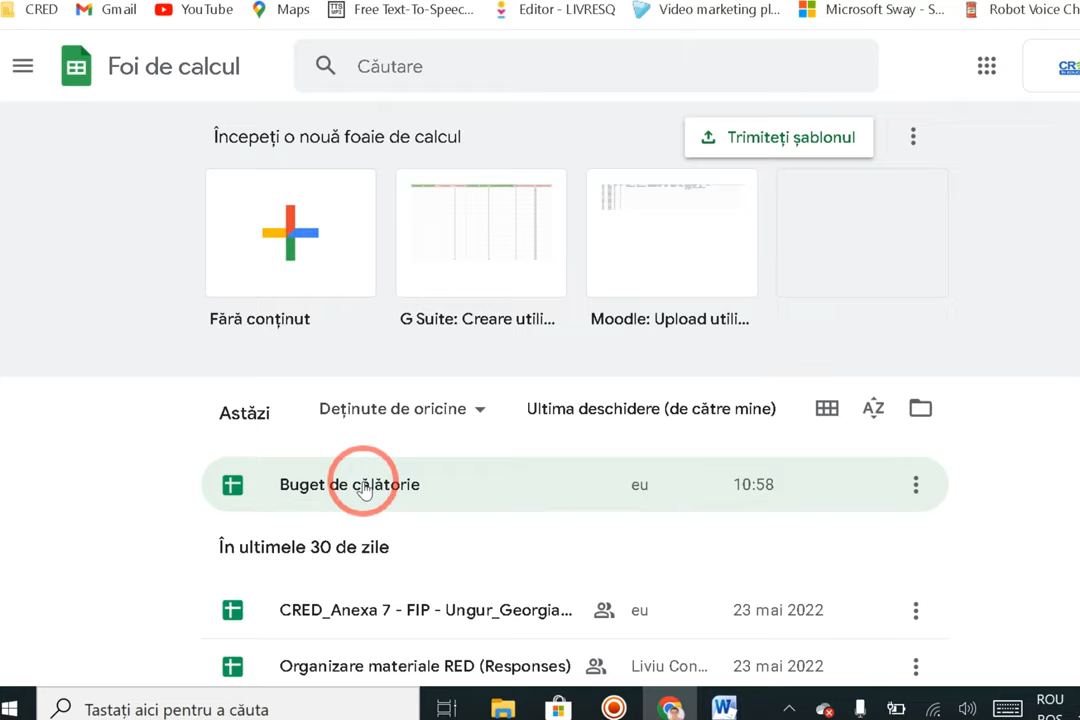 CRED Gmail YouTube Maps Free Text-To-Speec... Editor - LIVRESQ Video marketing pl... Microsoft Sway - S... Robot Voice Ch
Foi de calcul Căutare
Începeți o nouă foaie de calcul Trimiteți șablonul
Fără conținut G Suite: Creare utili... Moodle: Upload utili...
Astăzi Deținute de oricine Ultima deschidere (de către mine) AZ
Buget de călătorie eu 10:58
În ultimele 30 de zile
CRED_Anexa 7 - FIP - Ungur_Georgia... eu 23 mai 2022
Organizare materiale RED (Responses) Liviu Con... 23 mai 2022
Tastați aici pentru a căuta ROU